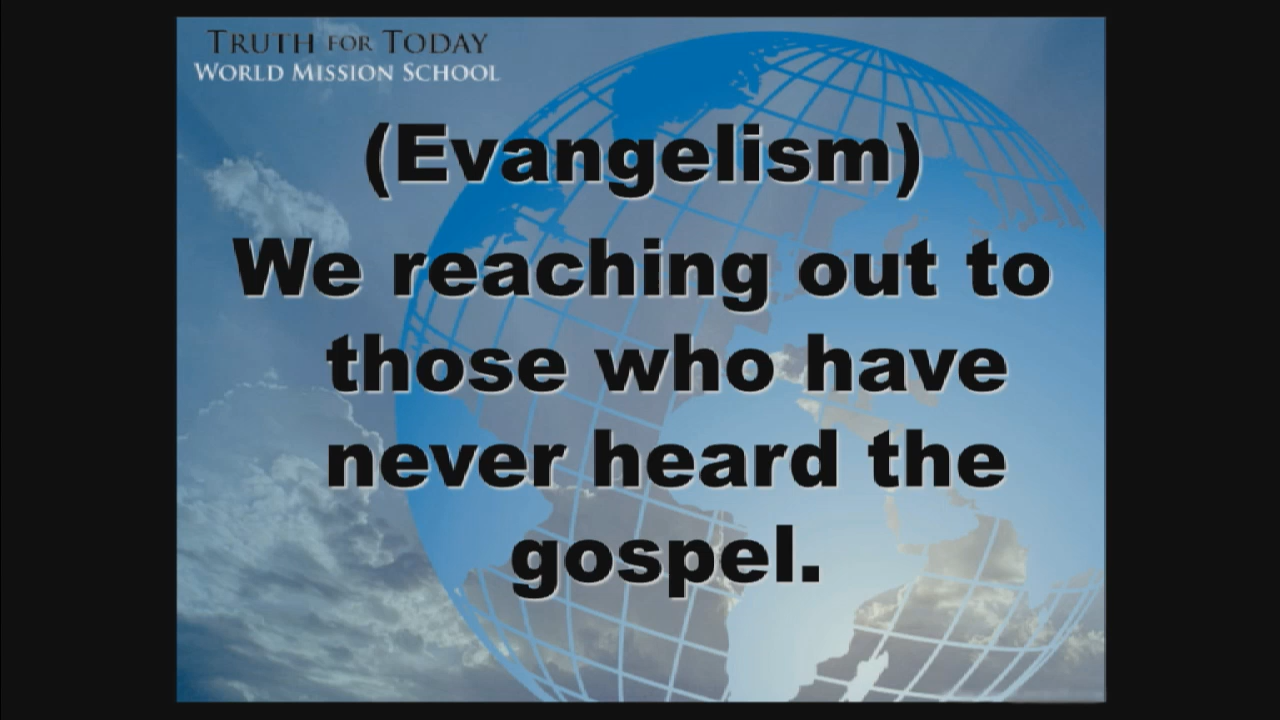 TRUTH FOR TODAY
WORLD MISSION SCHOOL
(Evangelism)
We reaching out to
those who have
never heard the
gospel.